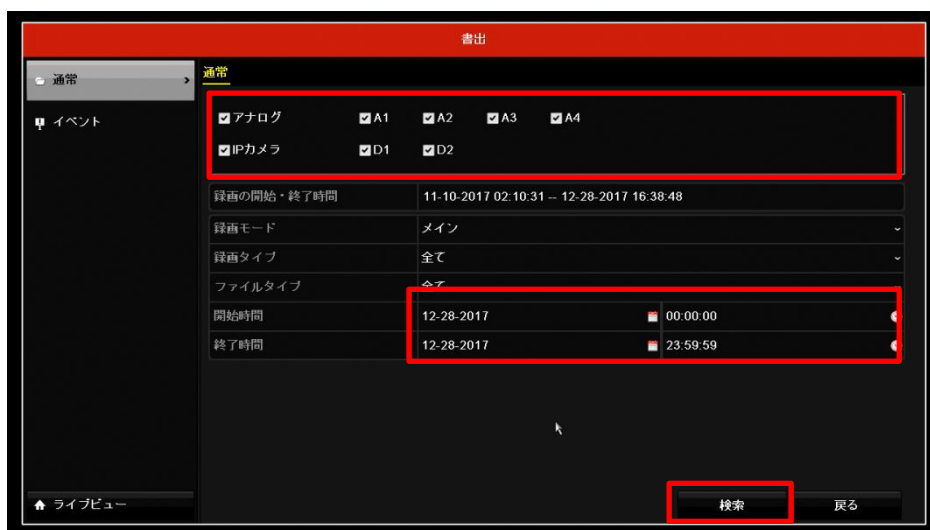 書出
通常
通常
イベント
アナログ A1 A2 A3 A4
IPカメラ D1 D2
録画の開始・終了時間 11-10-2017 02:10:31 -- 12-28-2017 16:38:48
録画モード メイン
録画タイプ 全て
ファイルタイプ 全て
開始時間 12-28-2017 00:00:00
終了時間 12-28-2017 23:59:59
ライブビュー
検索 戻る